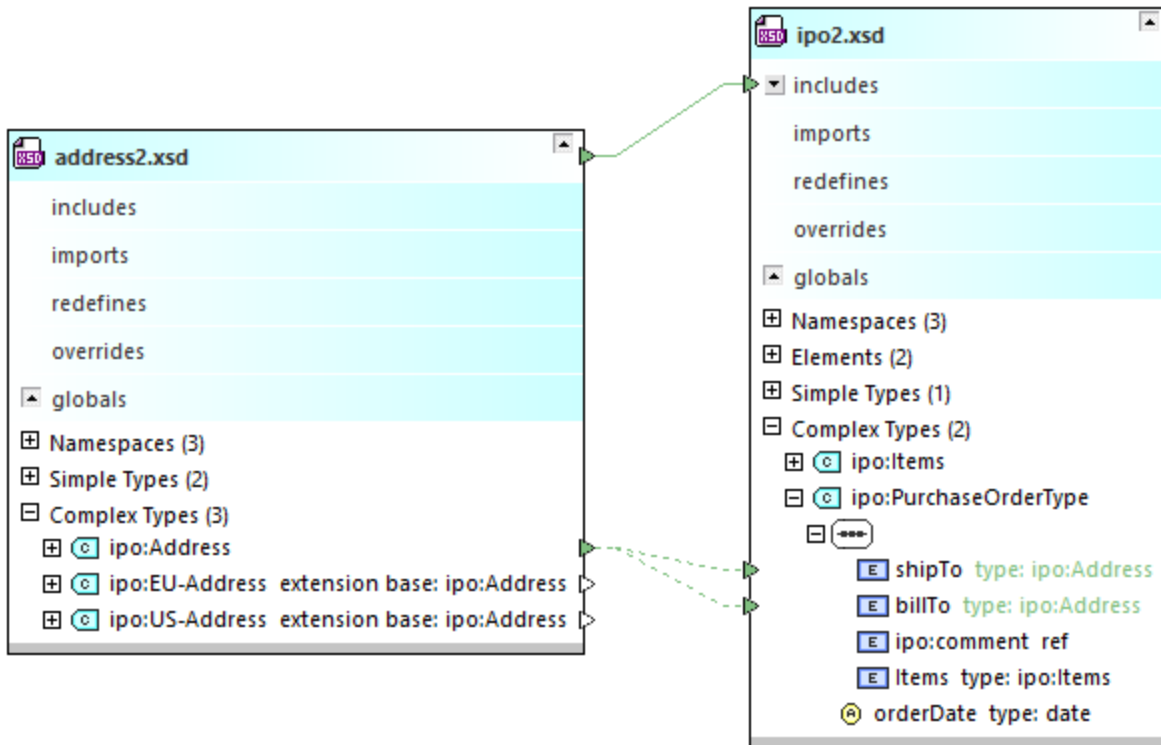 XSD address2.xsd
includes
imports
redefines
overrides
globals
Namespaces (3)
Simple Types (2)
Complex Types (3)
C ipo:Address
C ipo:EU-Address extension base: ipo:Address
C ipo:US-Address extension base: ipo:Address
XSD ipo2.xsd
includes
imports
redefines
overrides
globals
Namespaces (3)
Elements (2)
Simple Types (1)
Complex Types (2)
C ipo:Items
C ipo:PurchaseOrderType
E shipTo type: ipo:Address
E billTo type: ipo:Address
E ipo:comment ref
E Items type: ipo:Items
A orderDate type: date